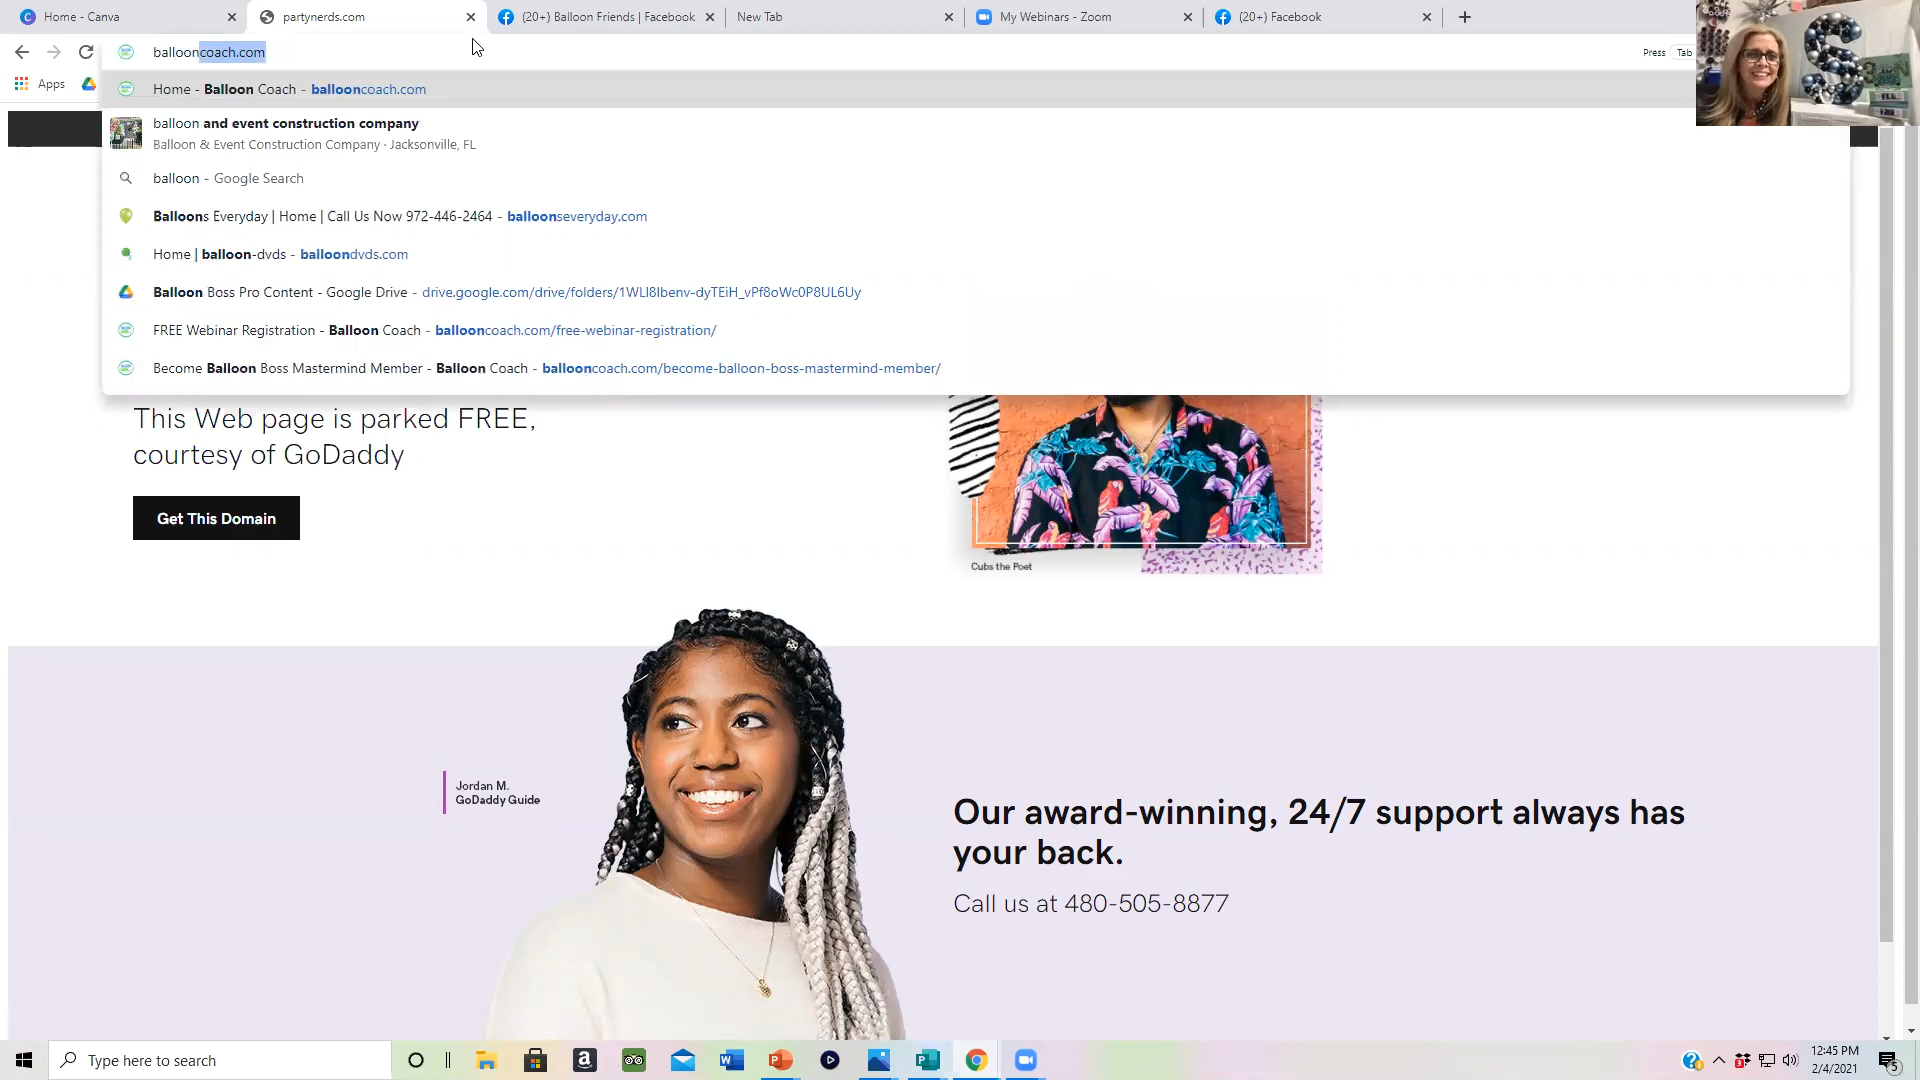 Home - Canva
partynerds.com
(20+) Balloon Friends | Facebook
New Tab
My Webinars - Zoom
(20+) Facebook
ballooncoach.com
Press Tab
Apps
Home - Balloon Coach - ballooncoach.com
balloon and event construction company
Balloon & Event Construction Company · Jacksonville, FL
balloon - Google Search
Balloons Everyday | Home | Call Us Now 972-446-2464 - balloonseveryday.com
Home | balloon-dvds - balloondvds.com
Balloon Boss Pro Content - Google Drive - drive.google.com/drive/folders/1WLl8lbenv-dyTEiH_vPf8oWc0P8UL6Uy
FREE Webinar Registration - Balloon Coach - ballooncoach.com/free-webinar-registration/
Become Balloon Boss Mastermind Member - Balloon Coach - ballooncoach.com/become-balloon-boss-mastermind-member/
This Web page is parked FREE,
courtesy of GoDaddy
Get This Domain
Cubs the Poet
Jordan M.
GoDaddy Guide
Our award-winning, 24/7 support always has
your back.
Call us at 480-505-8877
Type here to search
12:45 PM
2/4/2021
5